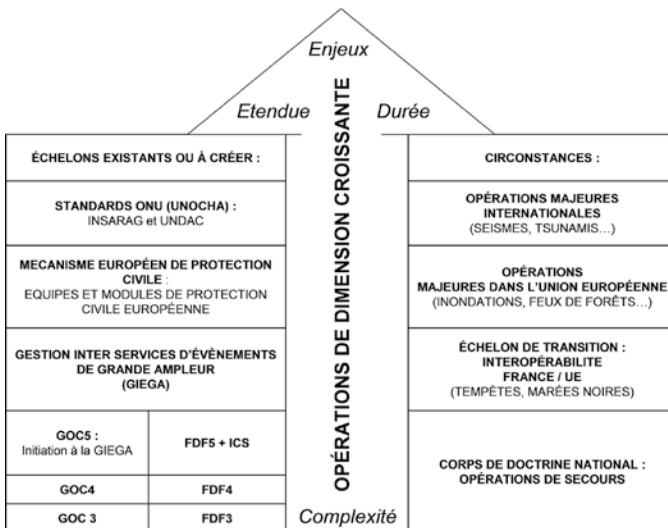 Enjeux
Etendue
Durée
ÉCHELONS EXISTANTS OU À CRÉER :
STANDARDS ONU (UNOCHA) :
INSARAG et UNDAC
MECANISME EUROPÉEN DE PROTECTION
CIVILE :
EQUIPES ET MODULES DE PROTECTION
CIVILE EUROPÉENNE
GESTION INTER SERVICES D'ÉVÈNEMENTS
DE GRANDE AMPLEUR
(GIEGA)
GOC5 :
Initiation à la GIEGA
FDF5 + ICS
GOC4
FDF4
GOC 3
FDF3
OPÉRATIONS DE DIMENSION CROISSANTE
Complexité
CIRCONSTANCES :
OPÉRATIONS MAJEURES
INTERNATIONALES
(SEISMES, TSUNAMIS…)
OPÉRATIONS
MAJEURES DANS L'UNION EUROPÉENNE
(INONDATIONS, FEUX DE FORÊTS…)
ÉCHELON DE TRANSITION :
INTEROPÉRABILITE
FRANCE / UE
(TEMPÊTES, MARÉES NOIRES)
CORPS DE DOCTRINE NATIONAL :
OPÉRATIONS DE SECOURS